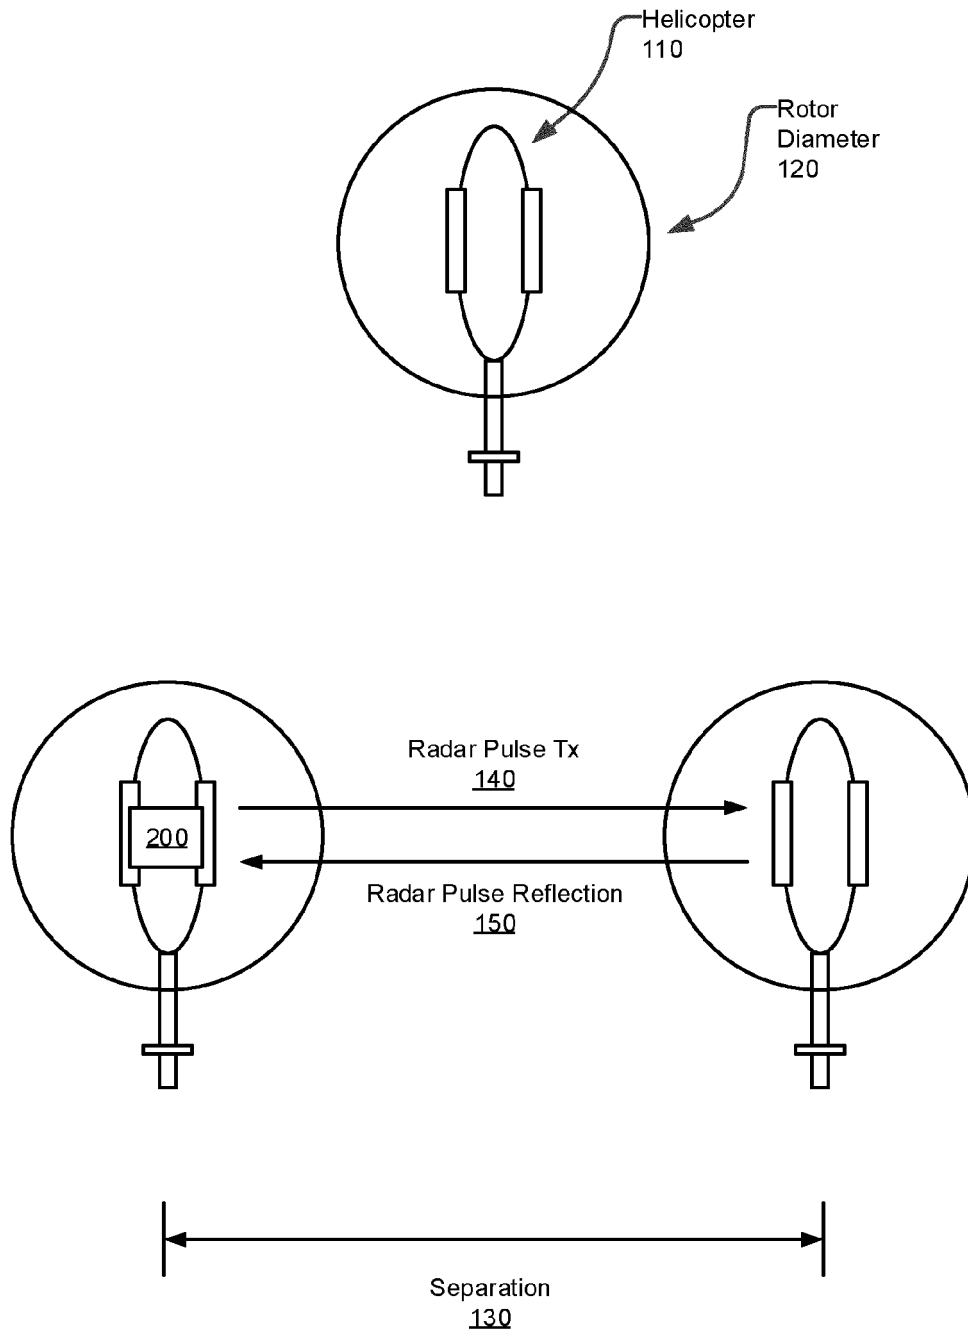 Helicopter
110
Rotor
Diameter
120
Radar Pulse Tx
140
200
Radar Pulse Reflection
150
Separation
130